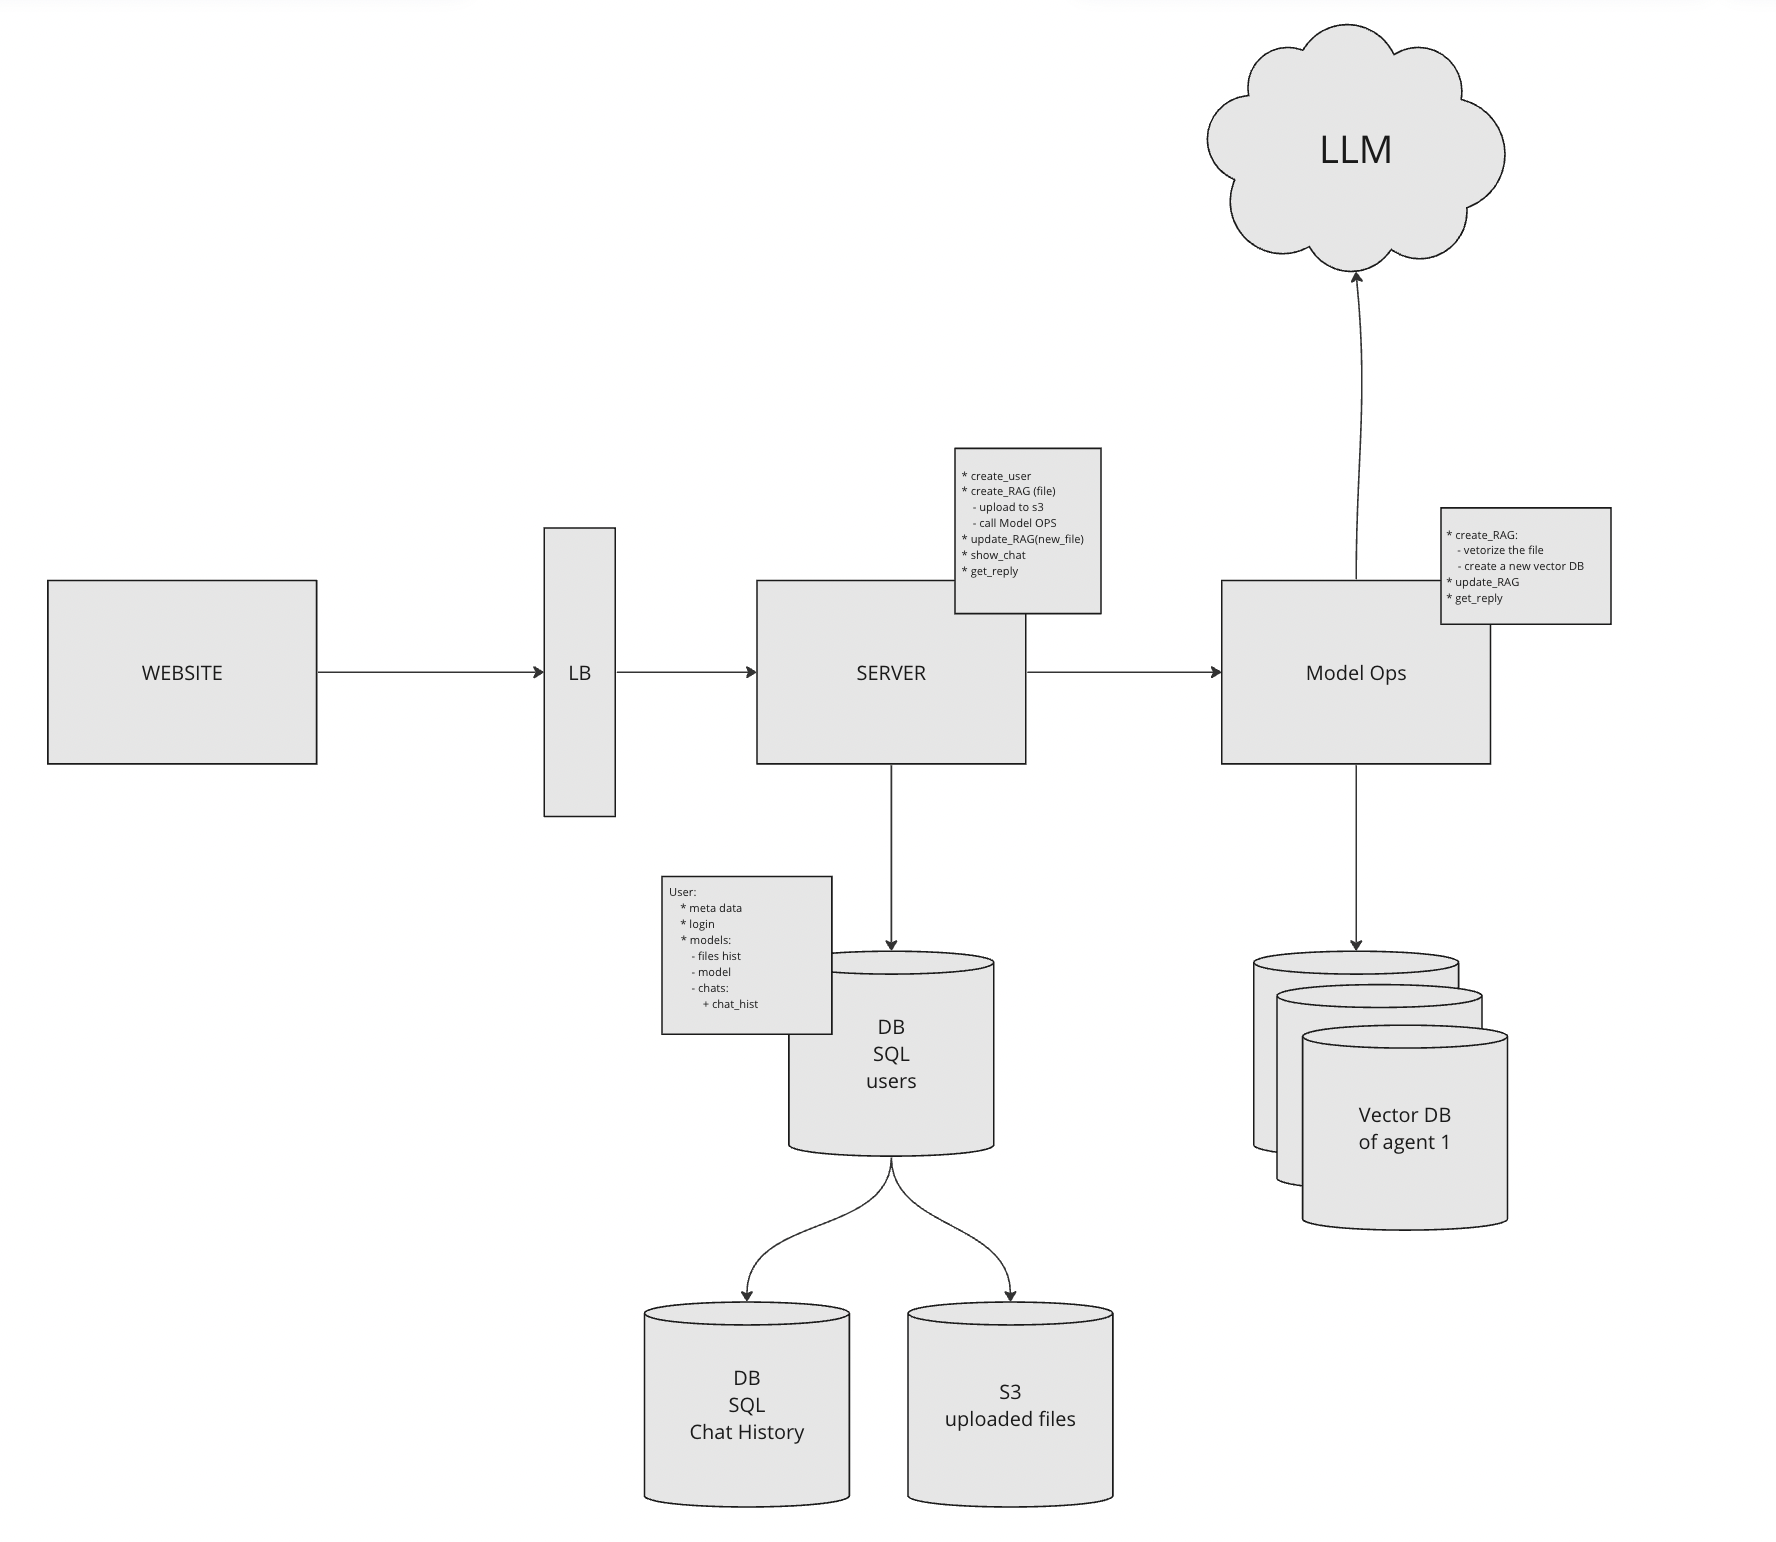 LLM
* create_user
* create_RAG (file)
- upload to s3
- call Model OPS
* update_RAG(new_file)
* show_chat
* get_reply
* create_RAG:
- vetorize the file
- create a new vector DB
* update_RAG
* get_reply
WEBSITE
LB
SERVER
Model Ops
User:
* meta data
* login
* models:
- files hist
- model
- chats:
+ chat_hist
DB
SQL
users
Vector DB
of agent 1
DB
SQL
Chat History
S3
uploaded files